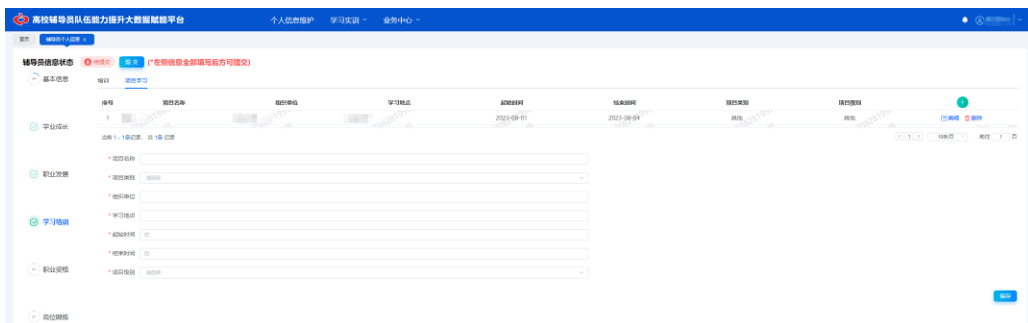 高校辅导员队伍能力提升大数据赋能平台 个人信息维护 学习实训 业务中心
首页 辅导员个人信息 ×
辅导员信息状态 待提交 提交 (*左侧信息全部填写后方可提交)
基本信息 培训 项目学习
序号 项目名称 组织单位 学习地点 起始时间 结束时间 项目类别 项目级别
1 2023-08-01 2023-08-04 其他 其他 编辑 删除
学业成长
当前 1 - 1条记录, 共 1条 记录 1 10条/页 前往 1 页
* 项目名称
职业发展
* 项目类别 请选择
* 组织单位
学习培训
* 学习地点
* 起始时间
* 结束时间
职业资格
* 项目级别 请选择
保存
岗位锻炼